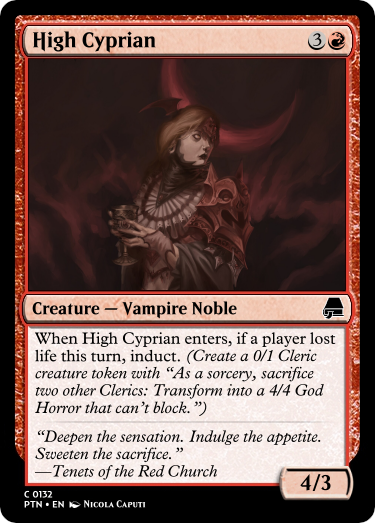 High Cyprian 3
Creature — Vampire Noble
When High Cyprian enters, if a player lost
life this turn, induct. (Create a 0/1 Cleric
creature token with “As a sorcery, sacrifice
two other Clerics: Transform into a 4/4 God
Horror that can’t block.”)
“Deepen the sensation. Indulge the appetite.
Sweeten the sacrifice.”
—Tenets of the Red Church
4/3
C 0132
PTN • EN Nicola Caputi